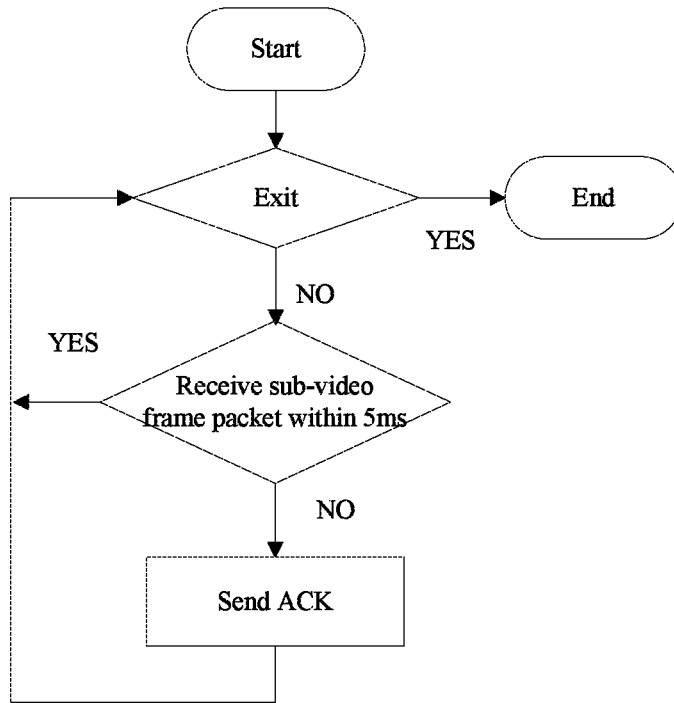 Start
Exit
End
YES
NO
YES
Receive sub-video
frame packet within 5ms
NO
Send ACK